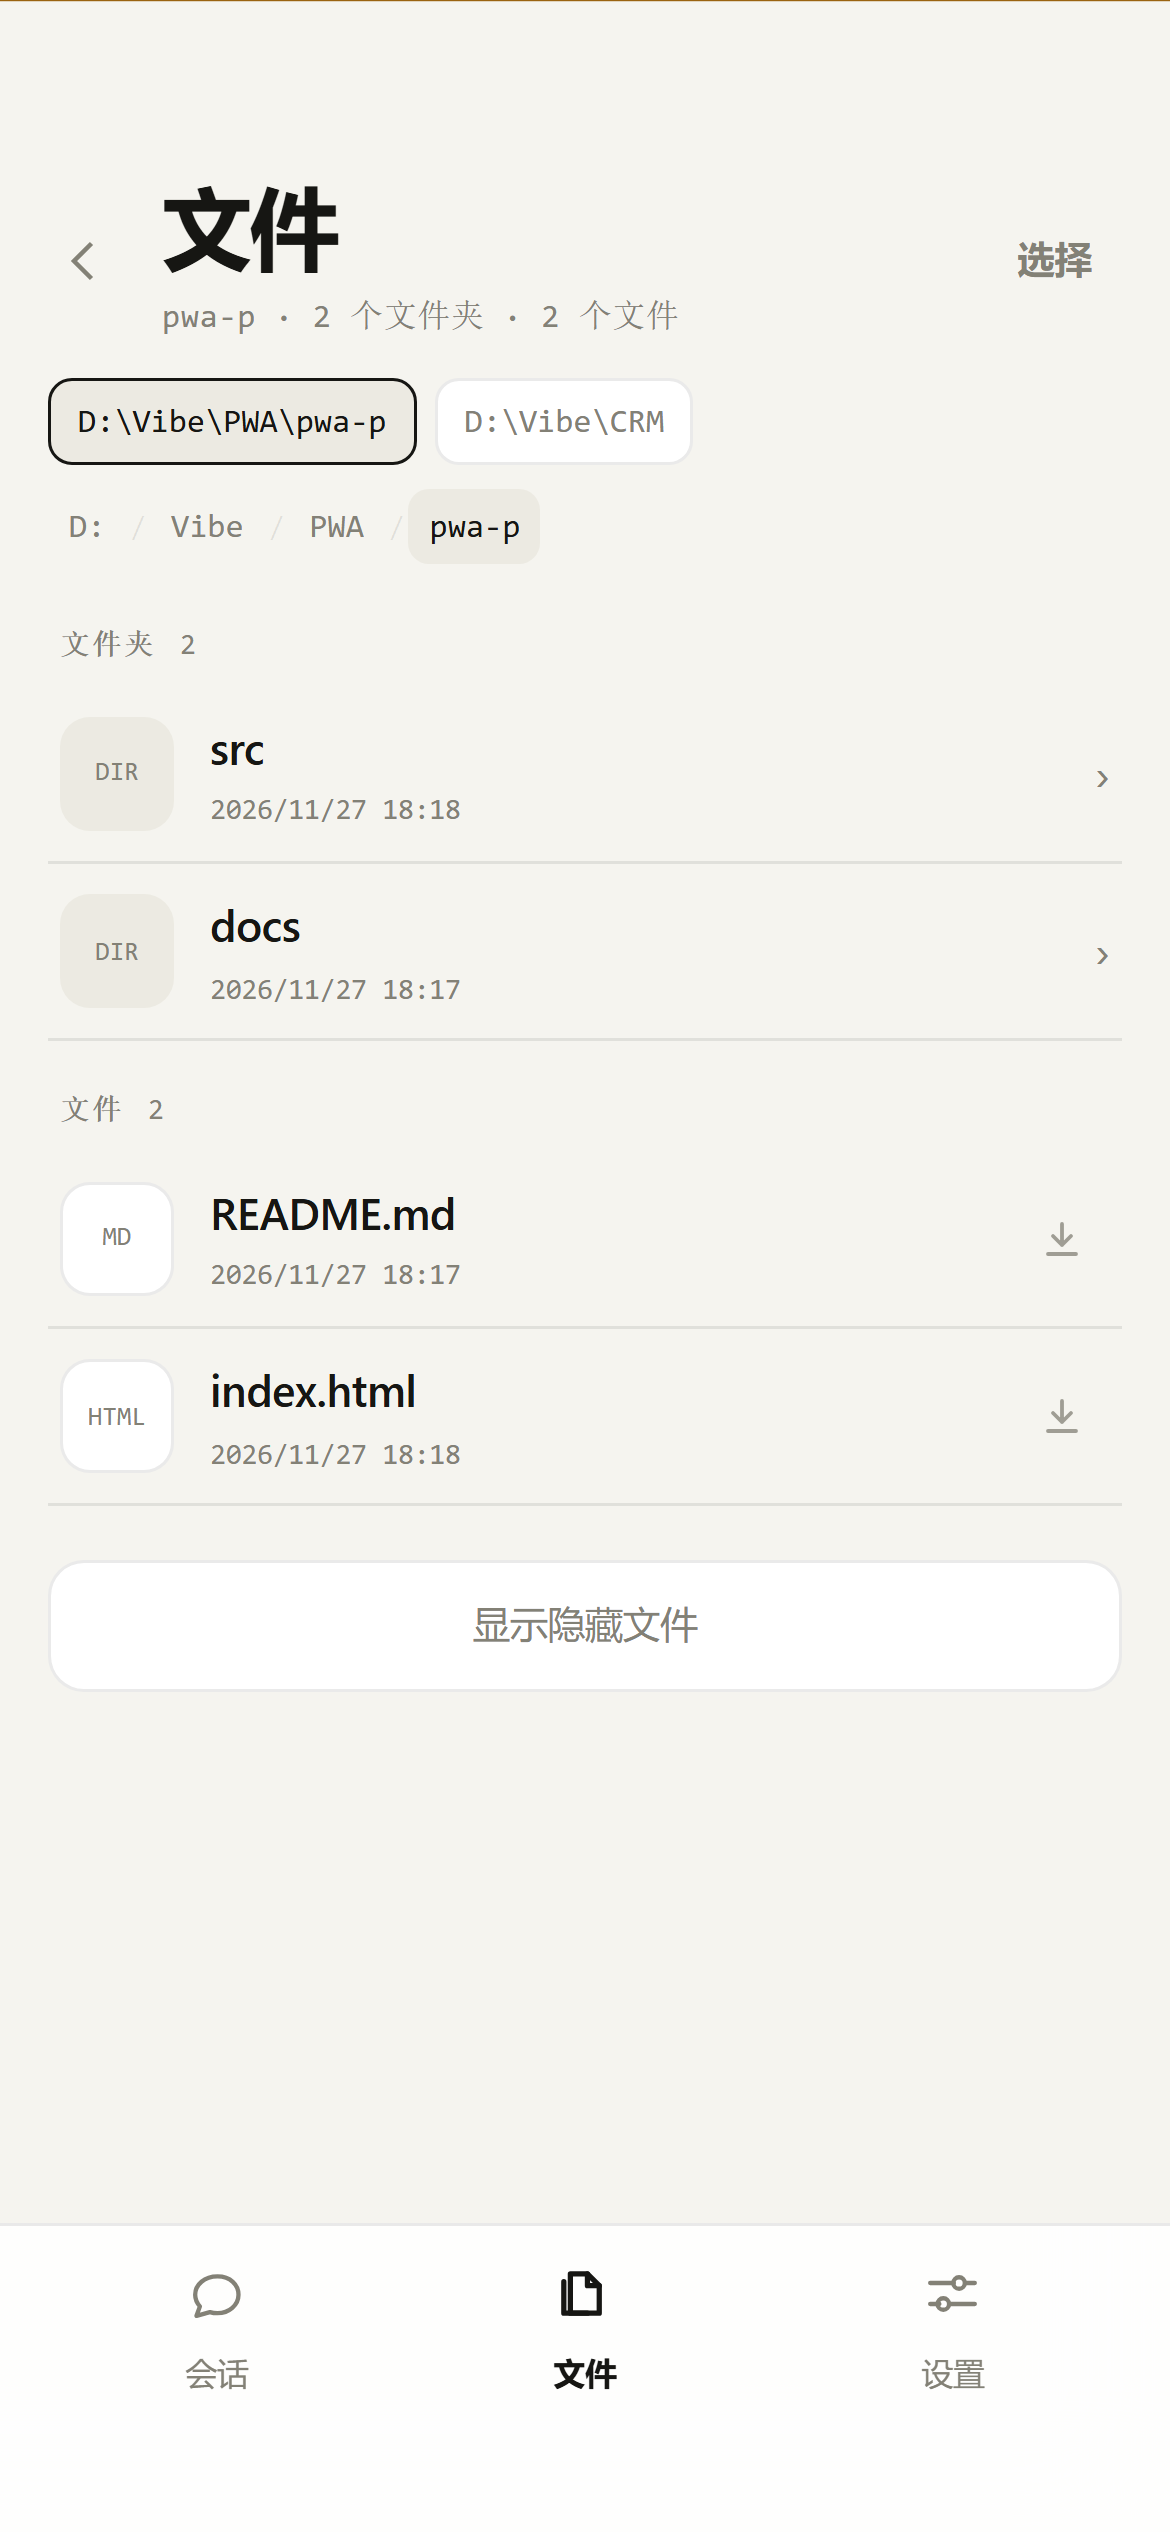 文件
选择
pwa-p · 2 个文件夹 · 2 个文件
D:\Vibe\PWA\pwa-p
D:\Vibe\CRM
D: / Vibe / PWA / pwa-p
文件夹 2
DIR
src
2026/11/27 18:18
DIR
docs
2026/11/27 18:17
文件 2
MD
README.md
2026/11/27 18:17
HTML
index.html
2026/11/27 18:18
显示隐藏文件
会话
文件
设置